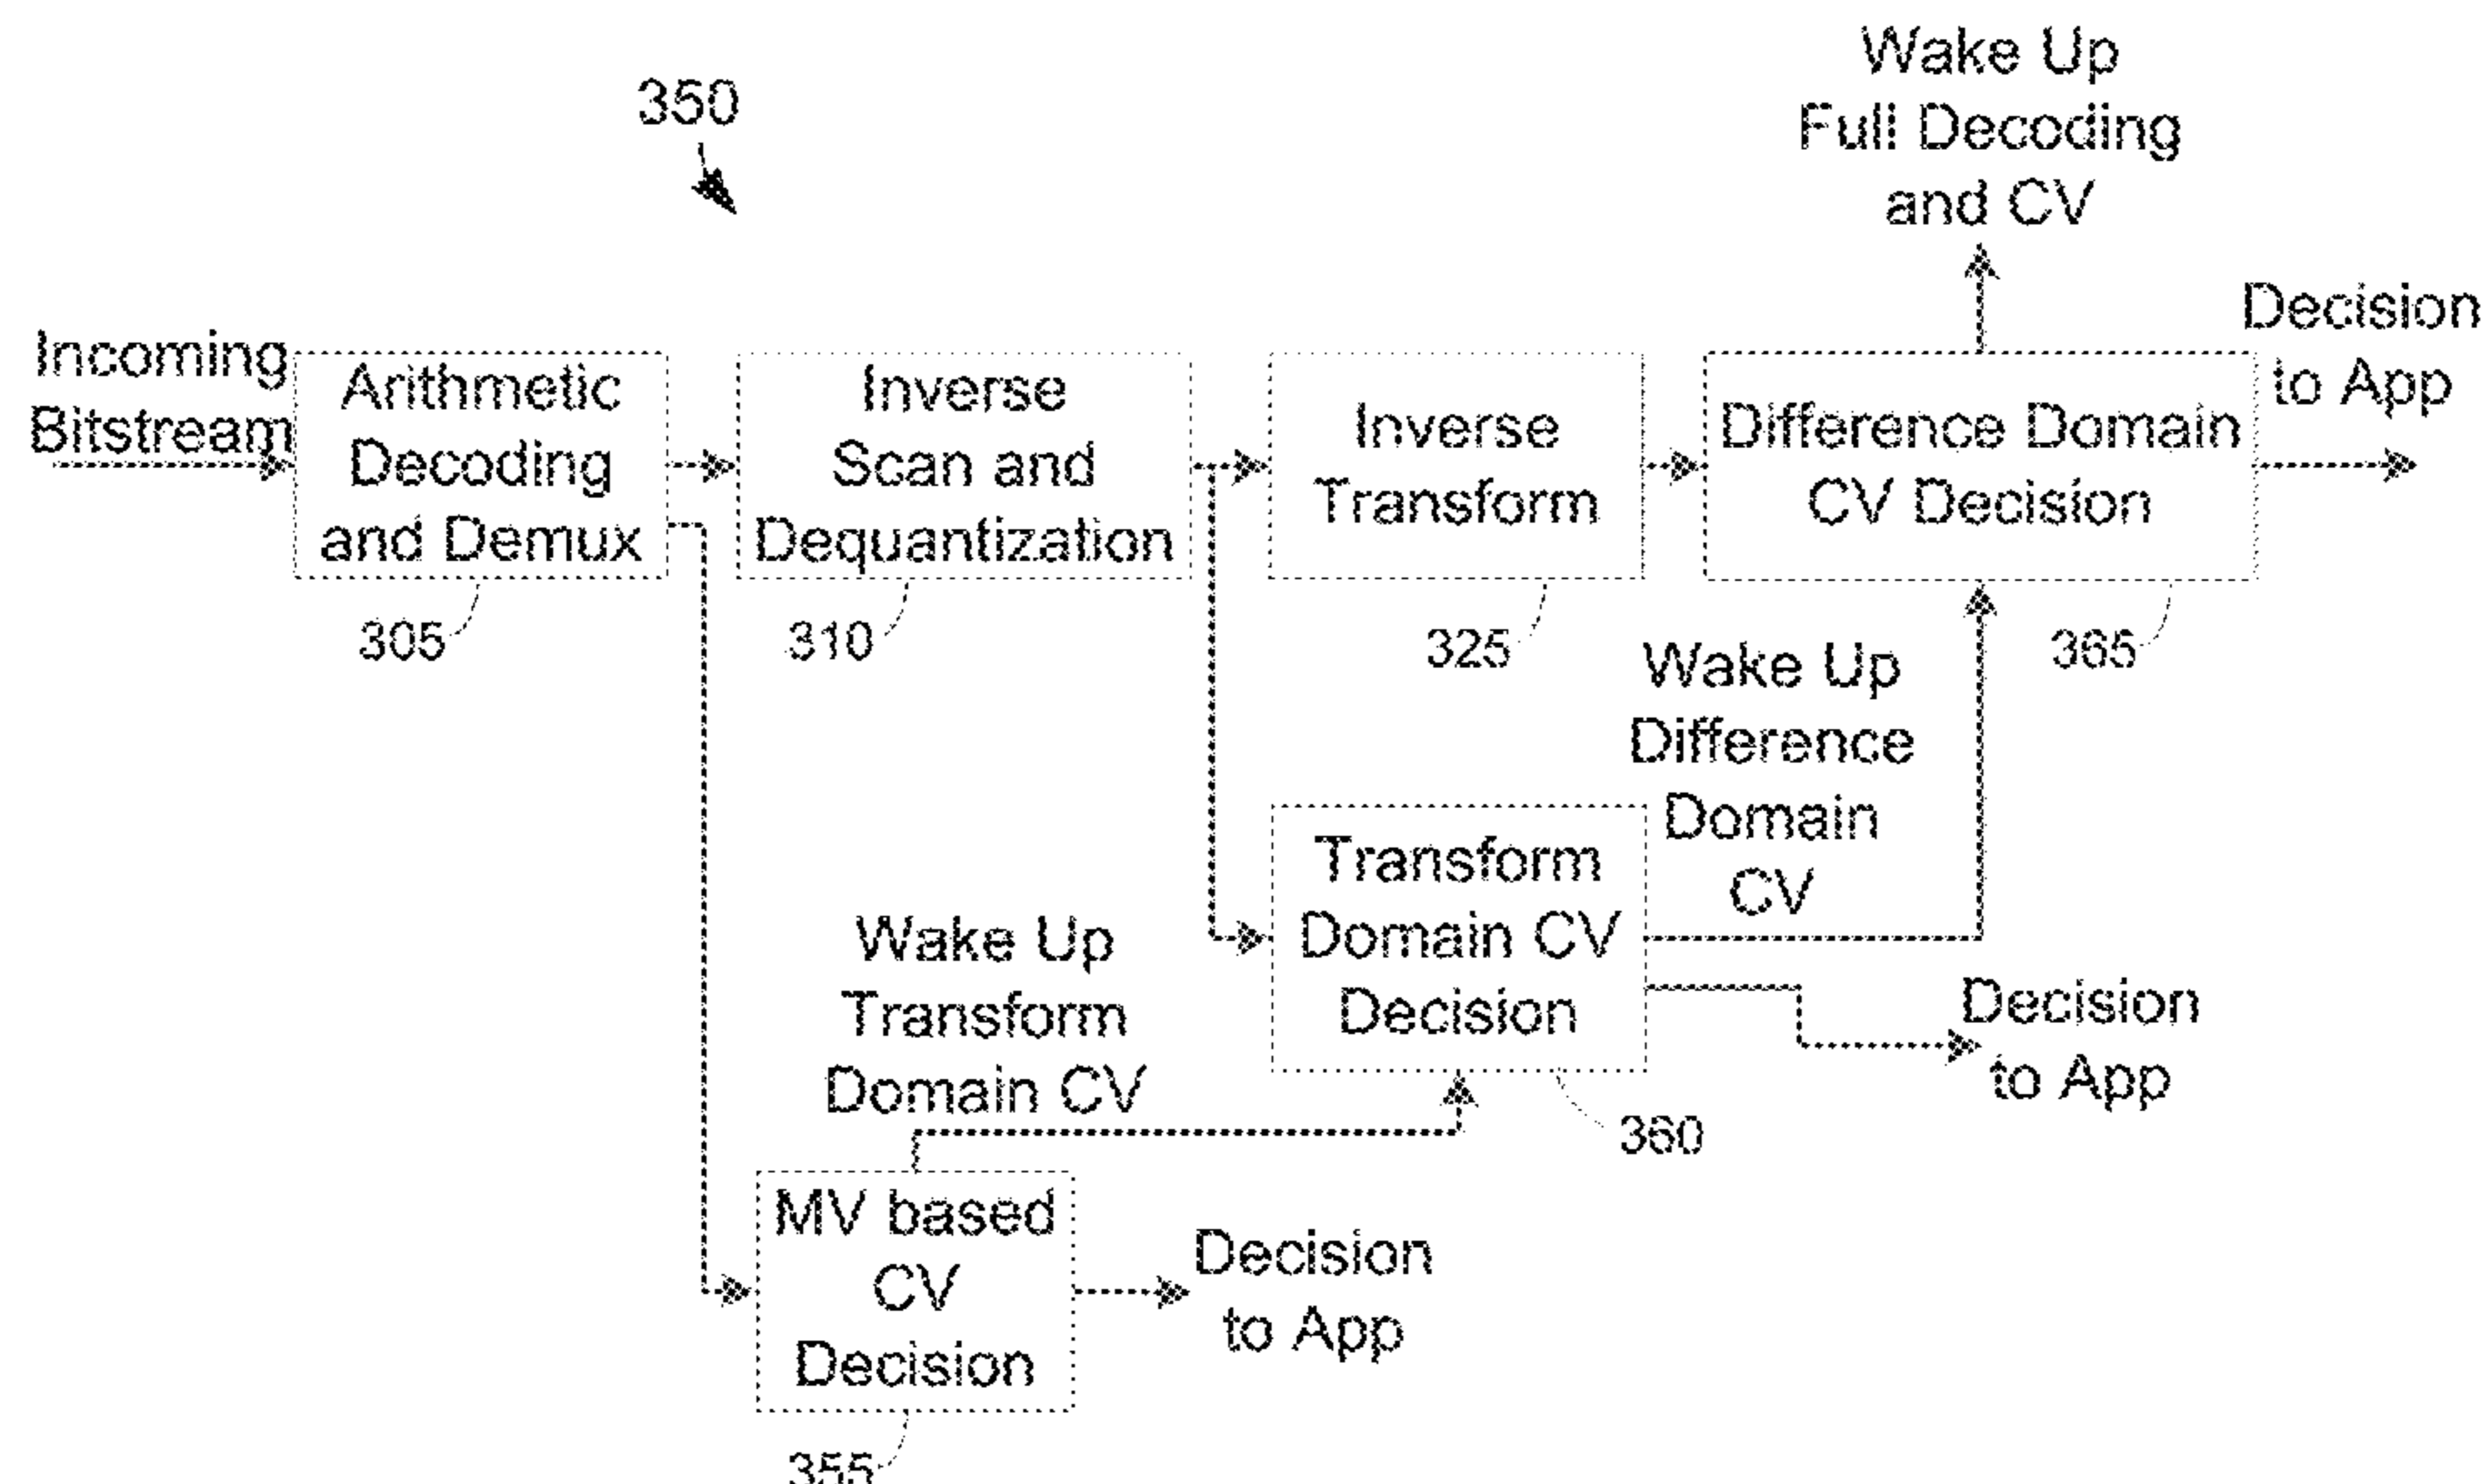 350
Wake Up
Full Decoding
and CV
Decision
to App
Incoming
Bitstream
Arithmetic
Decoding
and Demux
305
Inverse
Scan and
Dequantization
310
Inverse
Transform
325
Difference Domain
CV Decision
365
Wake Up
Difference
Domain
CV
Transform
Domain CV
Decision
360
Decision
to App
Wake Up
Transform
Domain CV
MV based
CV
Decision
355
Decision
to App